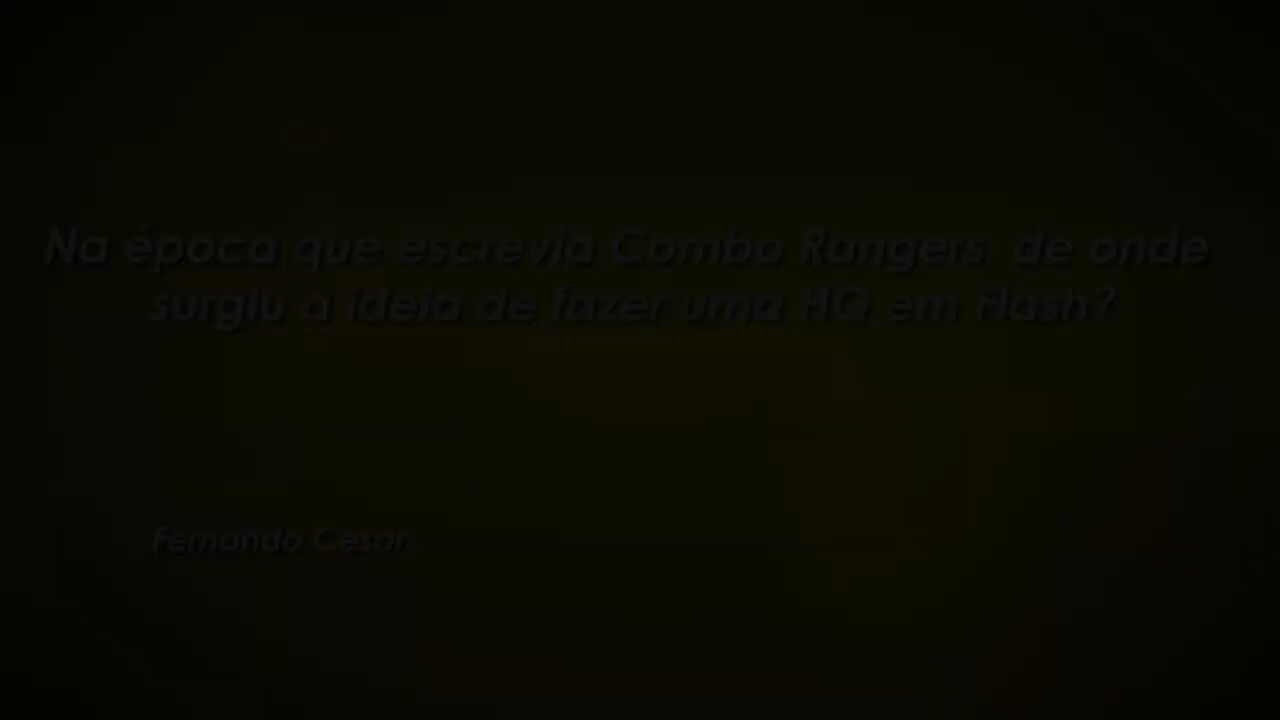 Na época que escrevia Combo Rangers, de onde
surgiu a ideia de fazer uma HQ em Flash?
Fernando Cesar